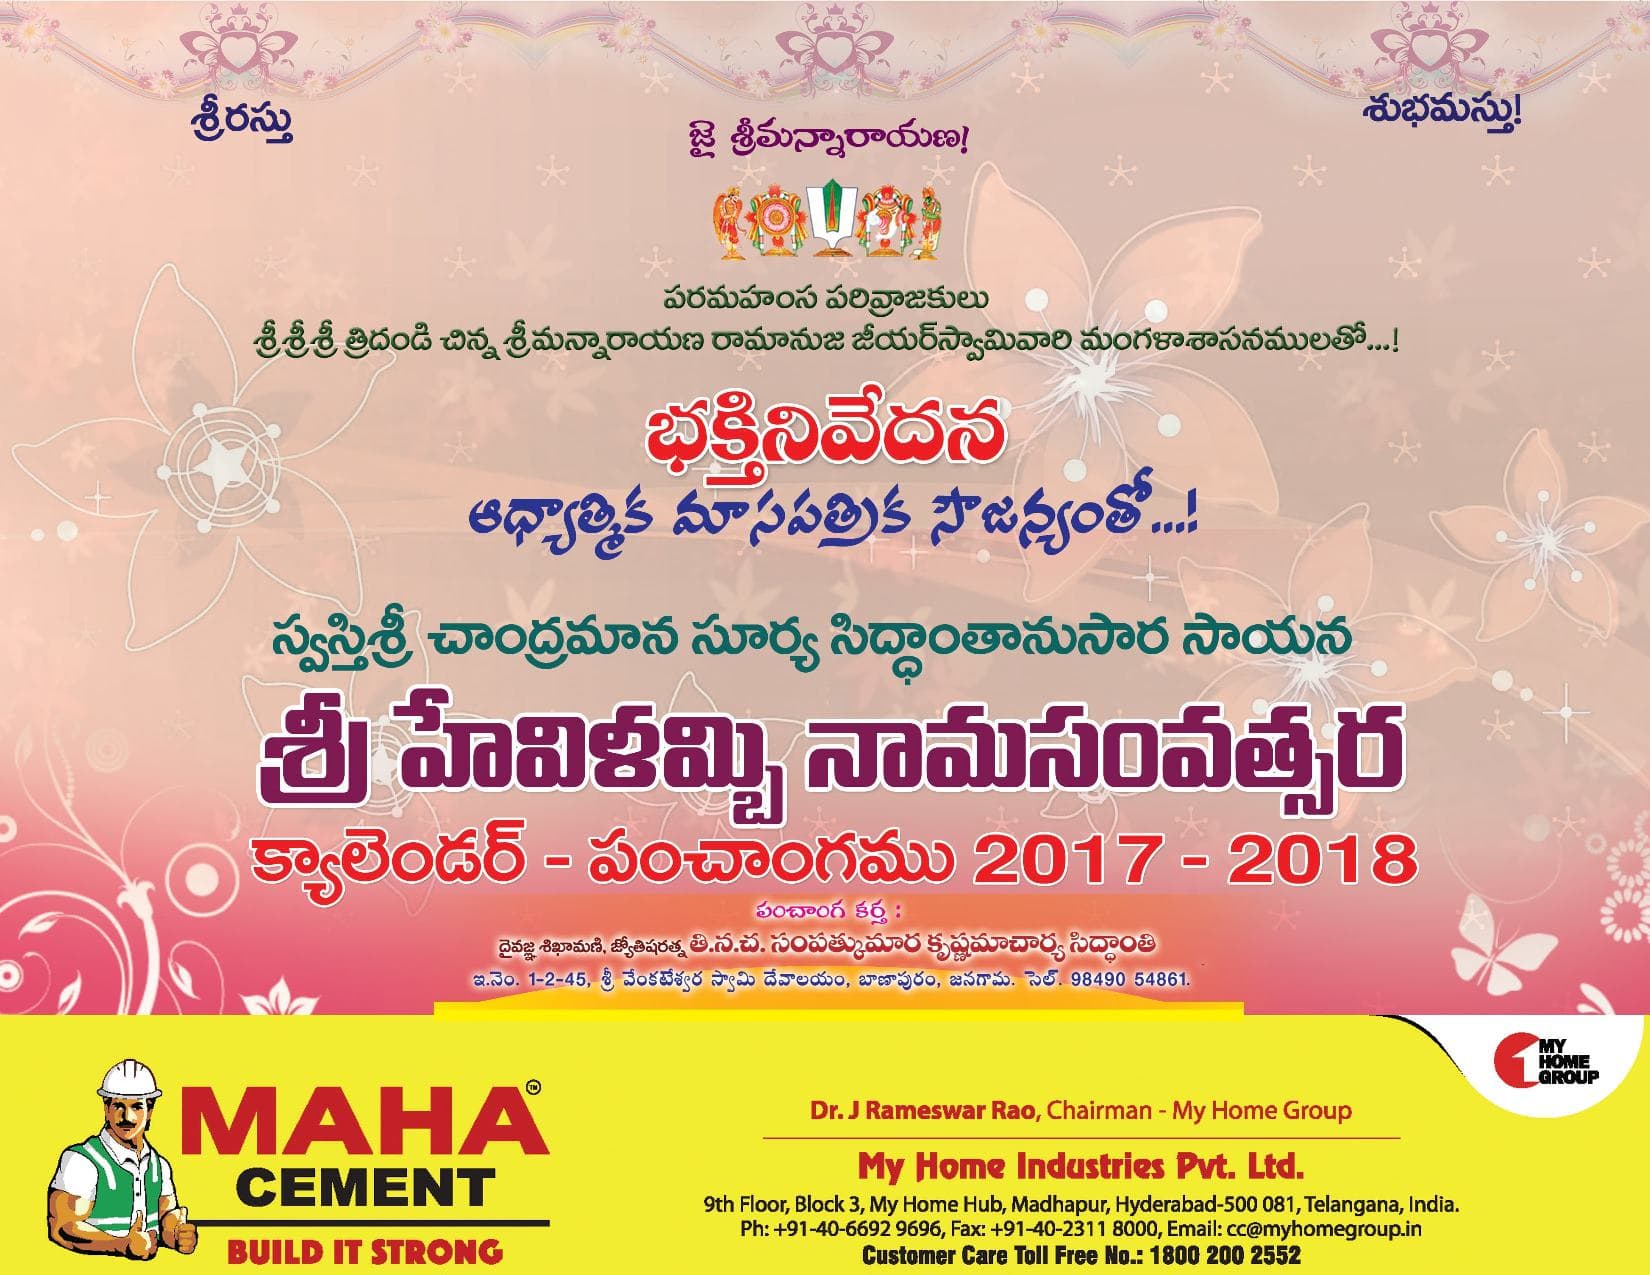 శ్రీరస్తు
శుభమస్తు!
జై శ్రీమన్నారాయణ!
పరమహంస పరివ్రాజకులు
శ్రీశ్రీశ్రీ త్రిదండి చిన్న శ్రీమన్నారాయణ రామానుజ జీయర్‌స్వామివారి మంగళాశాసనములతో...!
భక్తినివేదన
ఆధ్యాత్మిక మాసపత్రిక సౌజన్యంతో...!
స్వస్తిశ్రీ చాంద్రమాన సూర్య సిద్ధాంతానుసార సాయన
శ్రీ హేవిళమ్బి నామసంవత్సర
క్యాలెండర్ - పంచాంగము 2017 - 2018
పంచాంగ కర్త :
దైవజ్ఞ శిఖామణి, జ్యోతిషరత్న తి.న.చ. సంపత్కుమార కృష్ణమాచార్య సిద్ధాంతి
ఇ.నెం. 1-2-45, శ్రీ వేంకటేశ్వర స్వామి దేవాలయం, బాణాపురం, జనగామ. సెల్. 98490 54861.
MY
HOME
GROUP
MAHA TM
CEMENT
BUILD IT STRONG
Dr. J Rameswar Rao, Chairman - My Home Group
My Home Industries Pvt. Ltd.
9th Floor, Block 3, My Home Hub, Madhapur, Hyderabad-500 081, Telangana, India.
Ph: +91-40-6692 9696, Fax: +91-40-2311 8000, Email: cc@myhomegroup.in
Customer Care Toll Free No.: 1800 200 2552